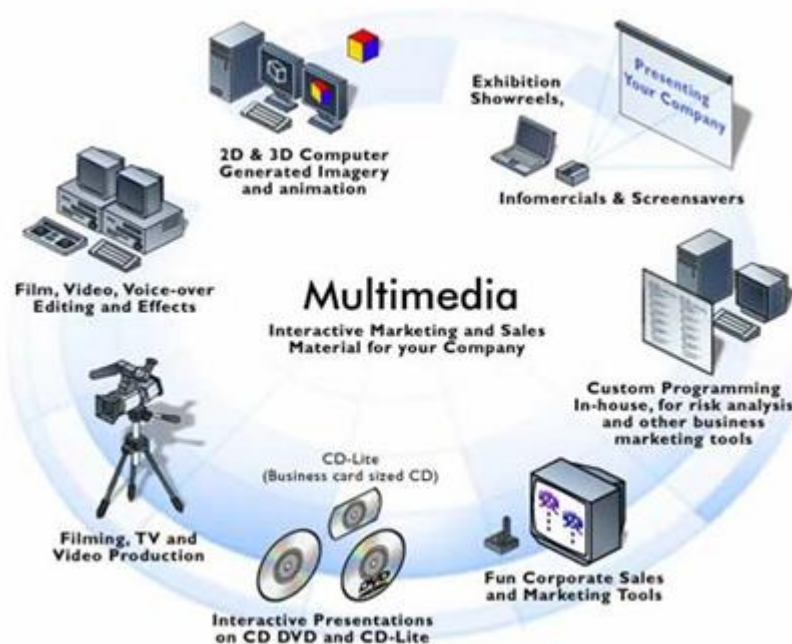 Presenting
Your Company
Exhibition
Showreels,
Infomercials & Screensavers
2D & 3D Computer
Generated Imagery
and animation
Film, Video, Voice-over
Editing and Effects
Multimedia
Interactive Marketing and Sales
Material for your Company
Custom Programming
In-house, for risk analysis
and other business
marketing tools
CD-Lite
(Business card sized CD)
Filming, TV and
Video Production
DVD
Interactive Presentations
on CD DVD and CD-Lite
Fun Corporate Sales
and Marketing Tools